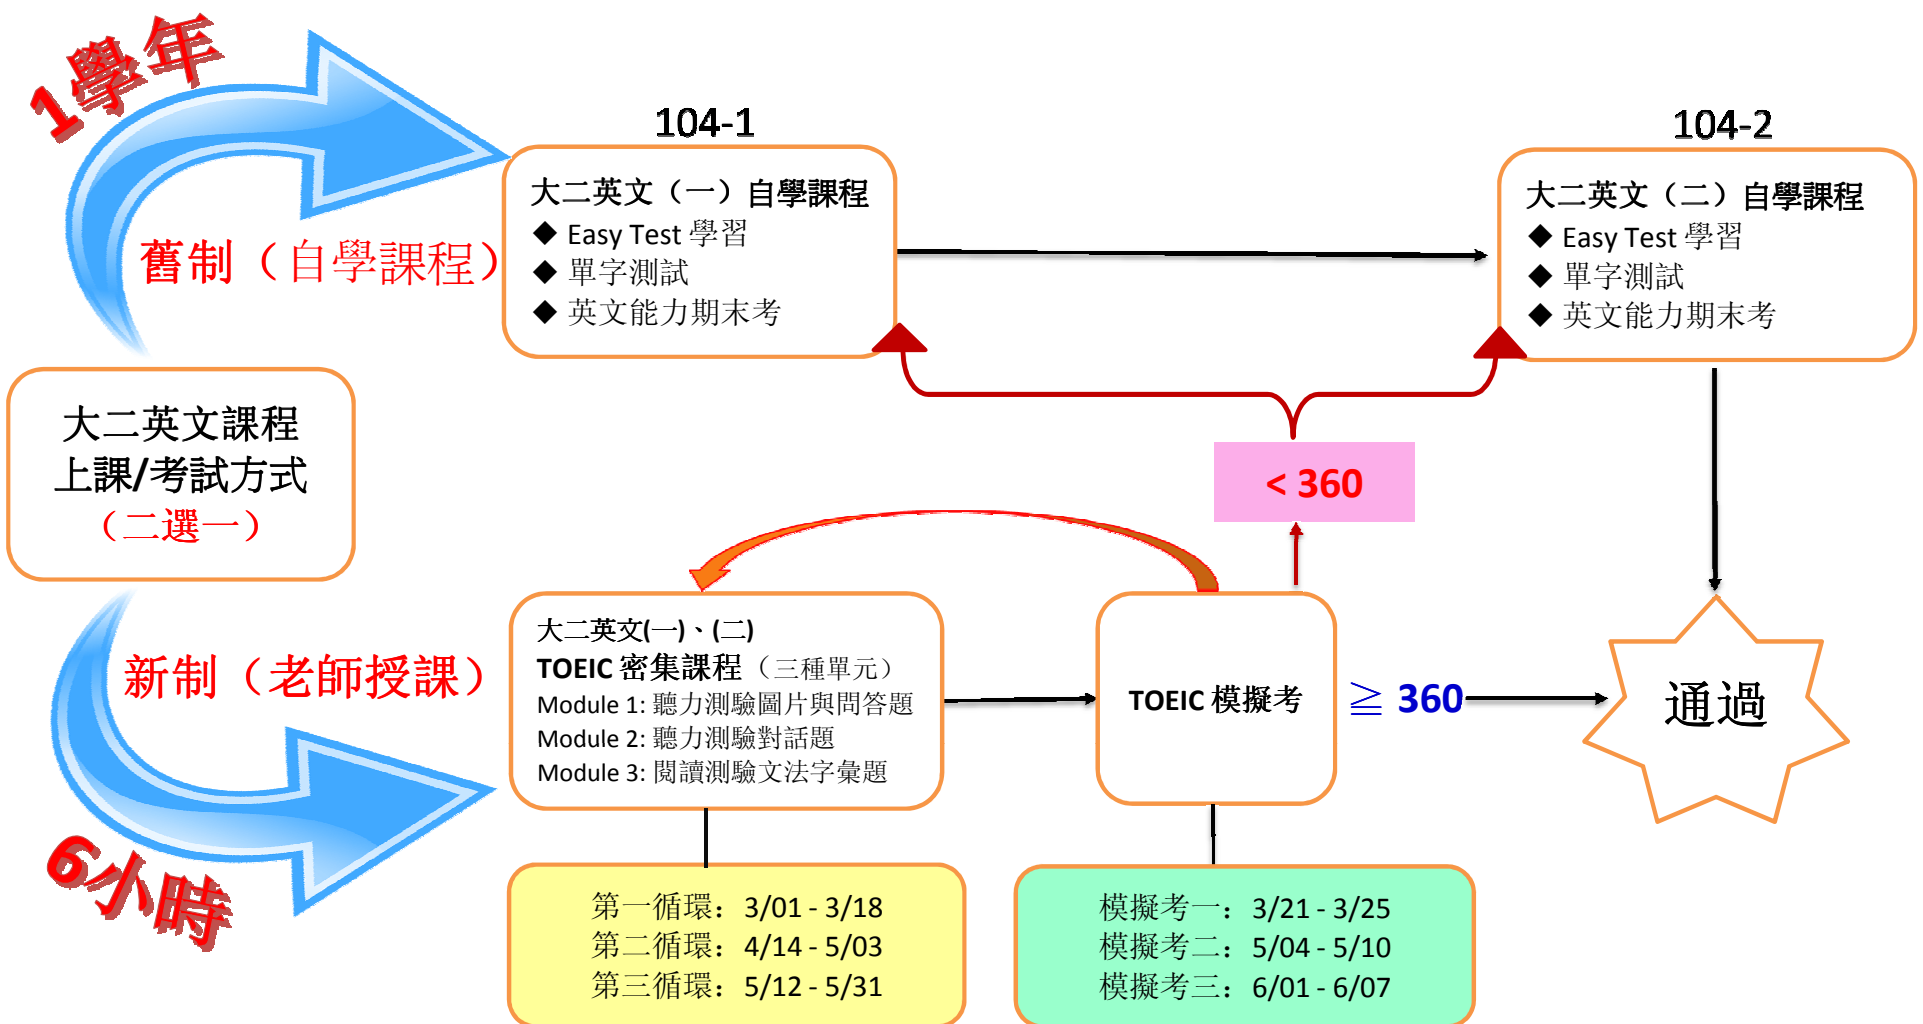 1學年
104-1
大二英文（一）自學課程
◆ Easy Test 學習
◆ 單字測試
◆ 英文能力期末考
104-2
大二英文（二）自學課程
◆ Easy Test 學習
◆ 單字測試
◆ 英文能力期末考
舊制（自學課程）
大二英文課程
上課/考試方式
（二選一）
< 360
新制（老師授課）
大二英文(一)、(二)
TOEIC 密集課程（三種單元）
Module 1: 聽力測驗圖片與問答題
Module 2: 聽力測驗對話題
Module 3: 閱讀測驗文法字彙題
TOEIC 模擬考
≧ 360
通過
6小時
第一循環：3/01 - 3/18
第二循環：4/14 - 5/03
第三循環：5/12 - 5/31
模擬考一：3/21 - 3/25
模擬考二：5/04 - 5/10
模擬考三：6/01 - 6/07